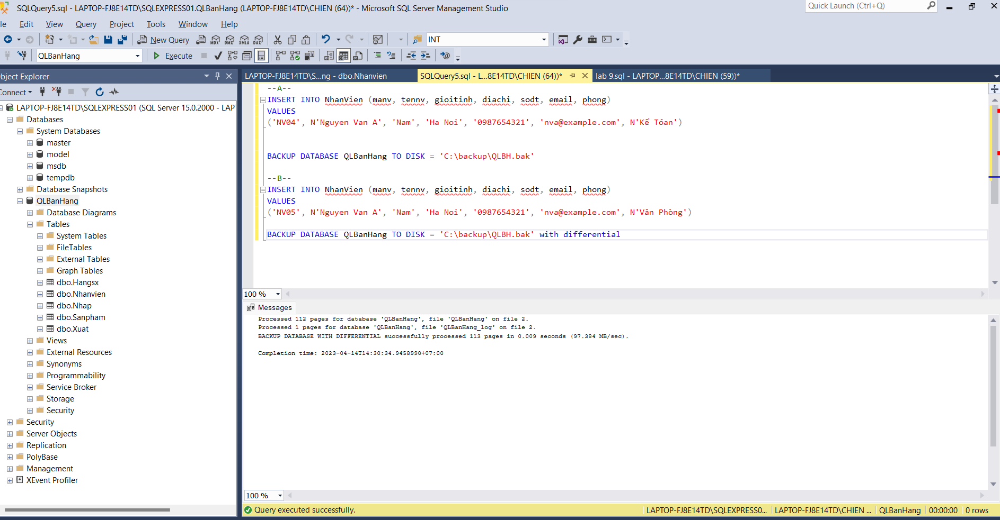 SQLQuery5.sql - LAPTOP-FJ8E14TD\SQLEXPRESS01.QLBanHang (LAPTOP-FJ8E14TD\CHIEN (64))* - Microsoft SQL Server Management Studio
Quick Launch (Ctrl+Q)
le Edit View Query Project Tools Window Help
New Query MDX DMX XMLA DAX INT
QLBanHang Execute
bject Explorer
onnect
LAPTOP-FJ8E14TD\SQLEXPRESS01 (SQL Server 15.0.2000 - LAP
Databases
System Databases
master
model
msdb
tempdb
Database Snapshots
QLBanHang
Database Diagrams
Tables
System Tables
FileTables
External Tables
Graph Tables
dbo.Hangsx
dbo.Nhanvien
dbo.Nhap
dbo.Sanpham
dbo.Xuat
Views
External Resources
Synonyms
Programmability
Service Broker
Storage
Security
Security
Server Objects
Replication
PolyBase
Management
XEvent Profiler
LAPTOP-FJ8E14TD\S...ng - dbo.Nhanvien
SQLQuery5.sql - L...8E14TD\CHIEN (64))*
lab 9.sql - LAPTOP...8E14TD\CHIEN (59))*
--A--
INSERT INTO NhanVien (manv, tennv, gioitinh, diachi, sodt, email, phong)
VALUES
('NV04', N'Nguyen Van A', 'Nam', 'Ha Noi', '0987654321', 'nva@example.com', N'Kế Tóan')
BACKUP DATABASE QLBanHang TO DISK = 'C:\backup\QLBH.bak'
--B--
INSERT INTO NhanVien (manv, tennv, gioitinh, diachi, sodt, email, phong)
VALUES
('NV05', N'Nguyen Van A', 'Nam', 'Ha Noi', '0987654321', 'nva@example.com', N'Văn Phòng')
BACKUP DATABASE QLBanHang TO DISK = 'C:\backup\QLBH.bak' with differential
100 %
Messages
Processed 112 pages for database 'QLBanHang', file 'QLBanHang' on file 2.
Processed 1 pages for database 'QLBanHang', file 'QLBanHang_log' on file 2.
BACKUP DATABASE WITH DIFFERENTIAL successfully processed 113 pages in 0.009 seconds (97.384 MB/sec).
Completion time: 2023-04-14T14:30:34.9458990+07:00
100 %
Query executed successfully.
LAPTOP-FJ8E14TD\SQLEXPRESS0... LAPTOP-FJ8E14TD\CHIEN ... QLBanHang 00:00:00 0 rows